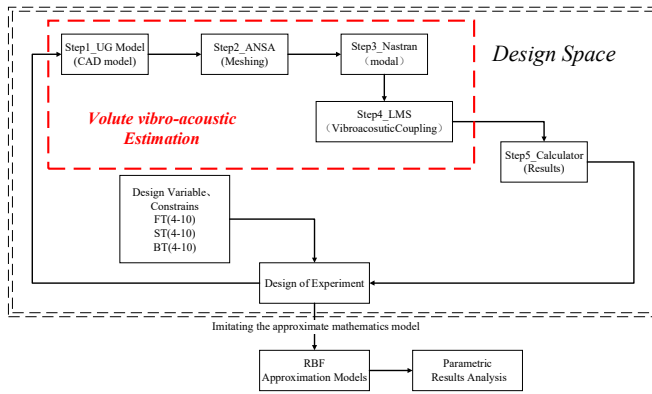 Step1_UG Model
(CAD model)
Step2_ANSA
(Meshing)
Step3_Nastran
（modal）
Design Space
Volute vibro-acoustic
Estimation
Step4_LMS
（VibroacosuticCoupling）
Step5_Calculator
(Results)
Design Variable、
Constrains
FT(4-10)
ST(4-10)
BT(4-10)
Design of Experiment
Imitating the approximate mathematics model
RBF
Approximation Models
Parametric
Results Analysis